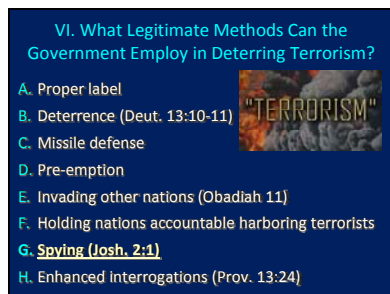 VI. What Legitimate Methods Can the
Government Employ in Deterring Terrorism?
A. Proper label
B. Deterrence (Deut. 13:10-11)
"TERRORISM"
C. Missile defense
D. Pre-emption
E. Invading other nations (Obadiah 11)
F. Holding nations accountable harboring terrorists
G. Spying (Josh. 2:1)
H. Enhanced interrogations (Prov. 13:24)